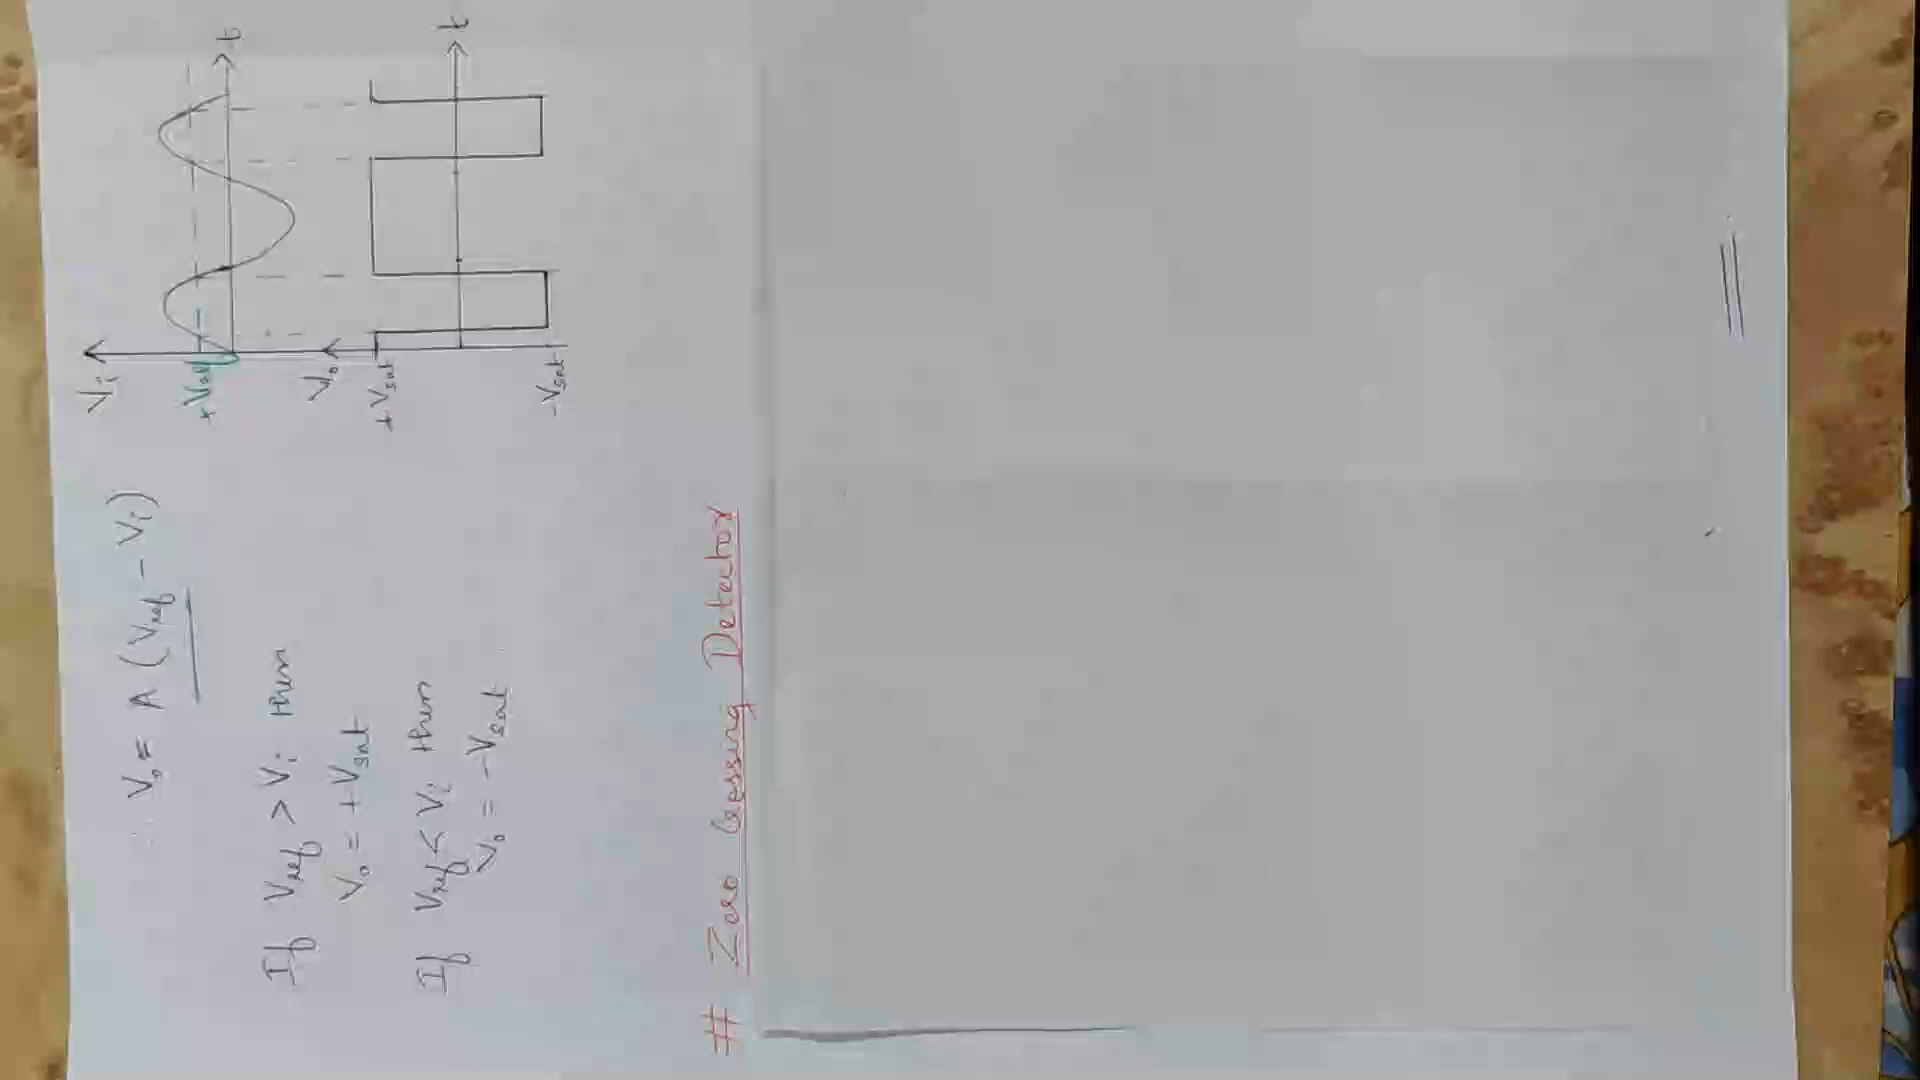 ∴ V₀ = A (Vref − Vi)
If Vref > Vi then
V₀ = +Vsat
If Vref < Vi then
V₀ = −Vsat
Vi
+Vref
t
V₀
+Vsat
t
−Vsat
# Zero Crossing Detector